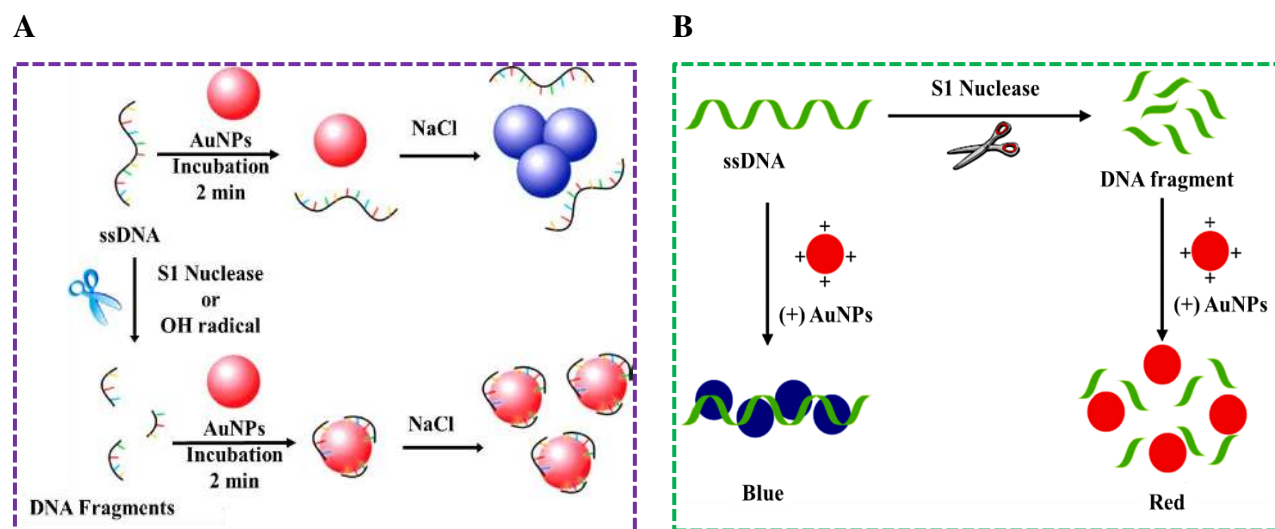 A
AuNPs
Incubation
2 min
NaCl
ssDNA
S1 Nuclease
or
OH radical
AuNPs
Incubation
2 min
NaCl
DNA Fragments
B
S1 Nuclease
ssDNA
DNA fragment
+
+ +
+
(+) AuNPs
+
+ +
+
(+) AuNPs
Blue
Red